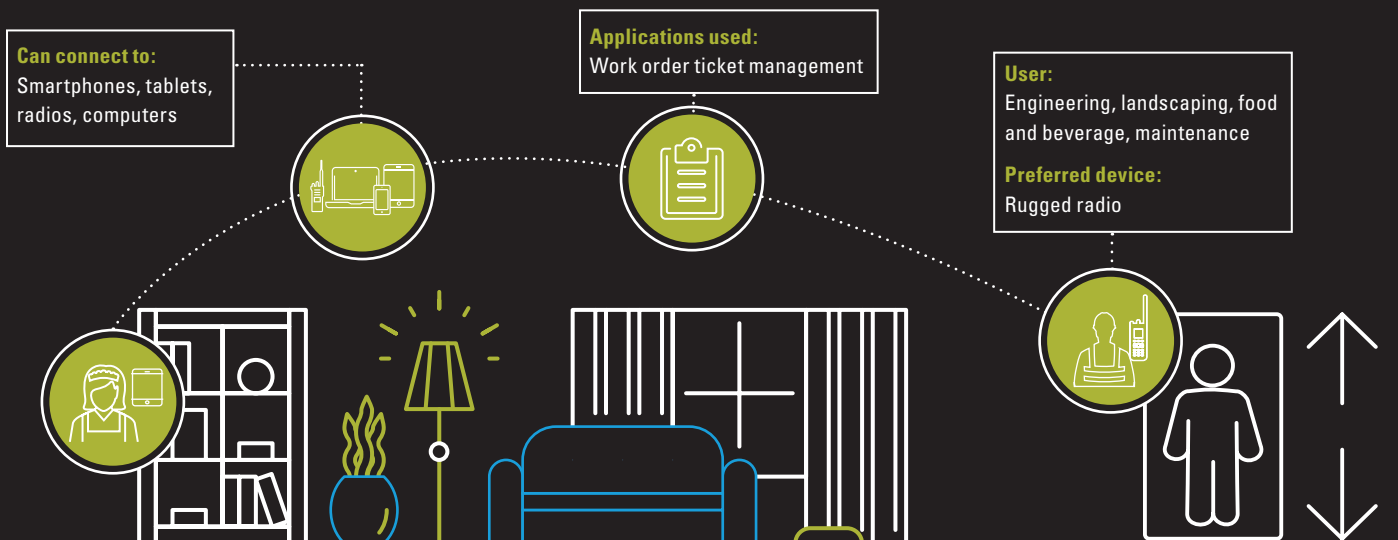 Can connect to:
Smartphones, tablets,
radios, computers
Applications used:
Work order ticket management
User:
Engineering, landscaping, food
and beverage, maintenance
Preferred device:
Rugged radio